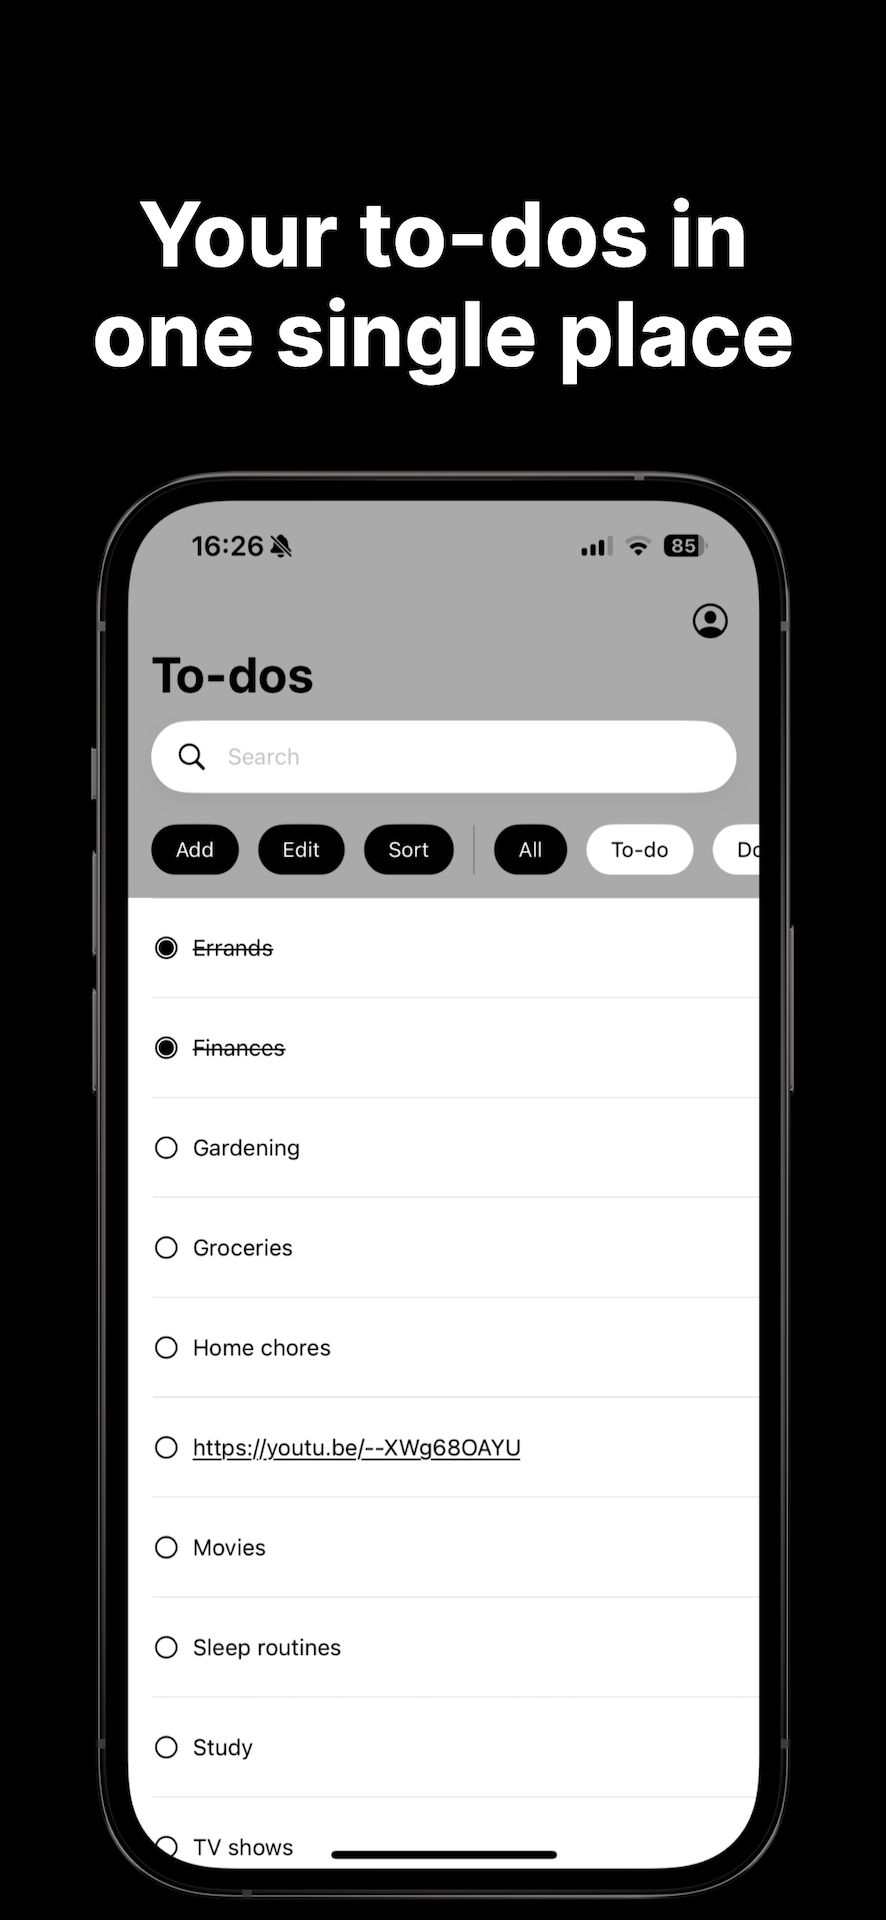 Your to-dos in
one single place
16:26 85
To-dos
Search
Add Edit Sort All To-do
Errands
Finances
Gardening
Groceries
Home chores
https://youtu.be/--XWg68OAYU
Movies
Sleep routines
Study
TV shows